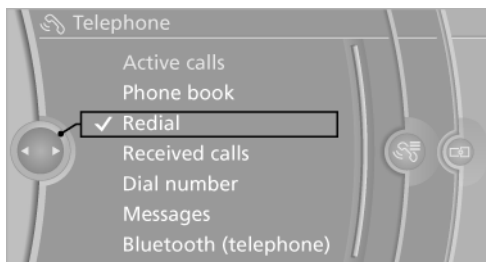 Telephone
Active calls
Phone book
Redial
Received calls
Dial number
Messages
Bluetooth (telephone)